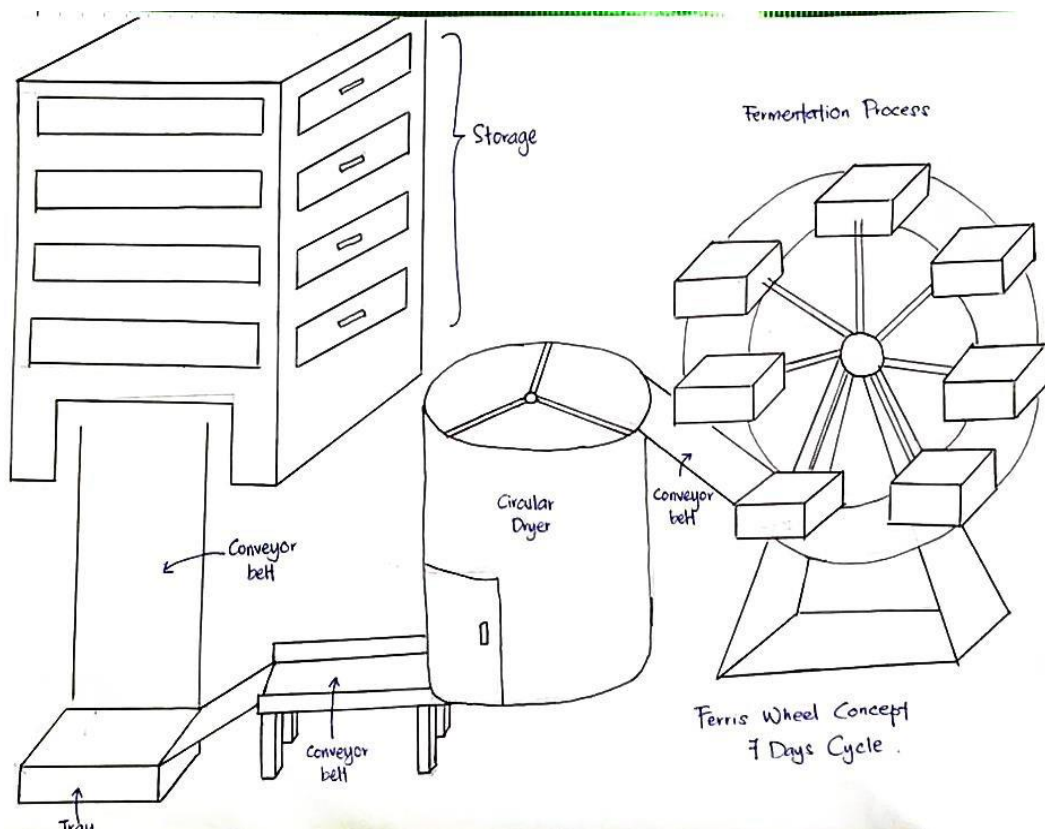 Storage
Fermentation Process
Circular
Dryer
Conveyor
belt
Conveyor
belt
Conveyor
belt
Tray
Ferris Wheel Concept
7 Days Cycle.